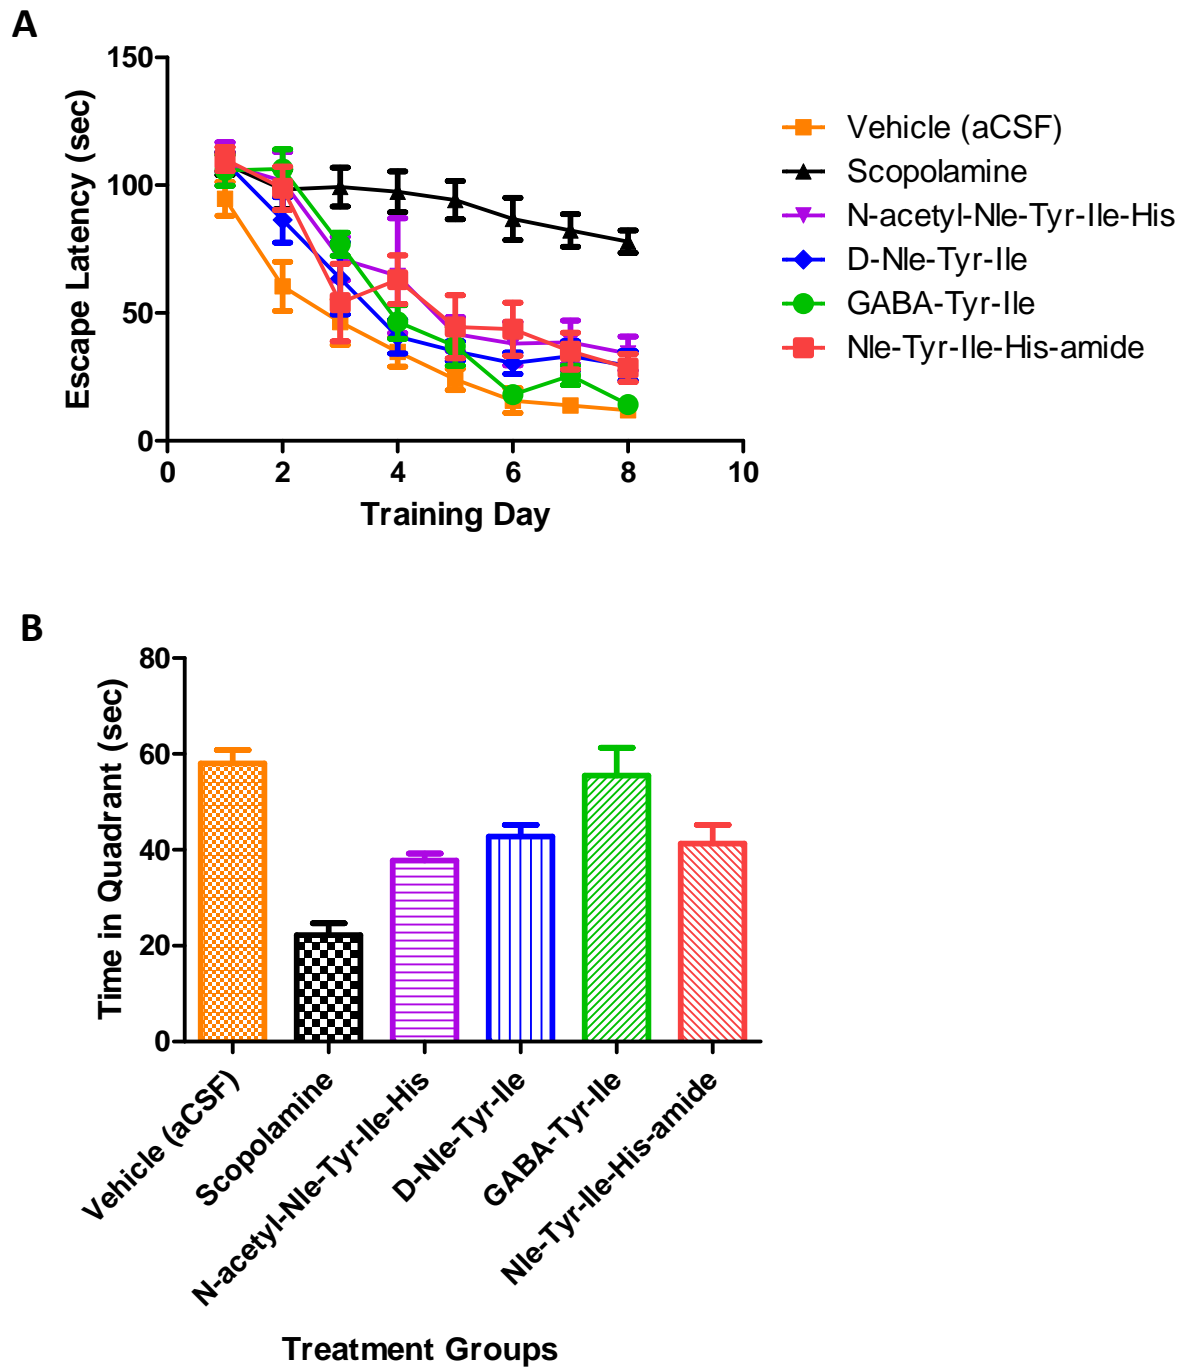 A
150
100
50
0
Escape Latency (sec)
0 2 4 6 8 10
Training Day
Vehicle (aCSF)
Scopolamine
N-acetyl-Nle-Tyr-Ile-His
D-Nle-Tyr-Ile
GABA-Tyr-Ile
Nle-Tyr-Ile-His-amide
B
80
60
40
20
0
Time in Quadrant (sec)
Vehicle (aCSF)
Scopolamine
N-acetyl-Nle-Tyr-Ile-His
D-Nle-Tyr-Ile
GABA-Tyr-Ile
Nle-Tyr-Ile-His-amide
Treatment Groups